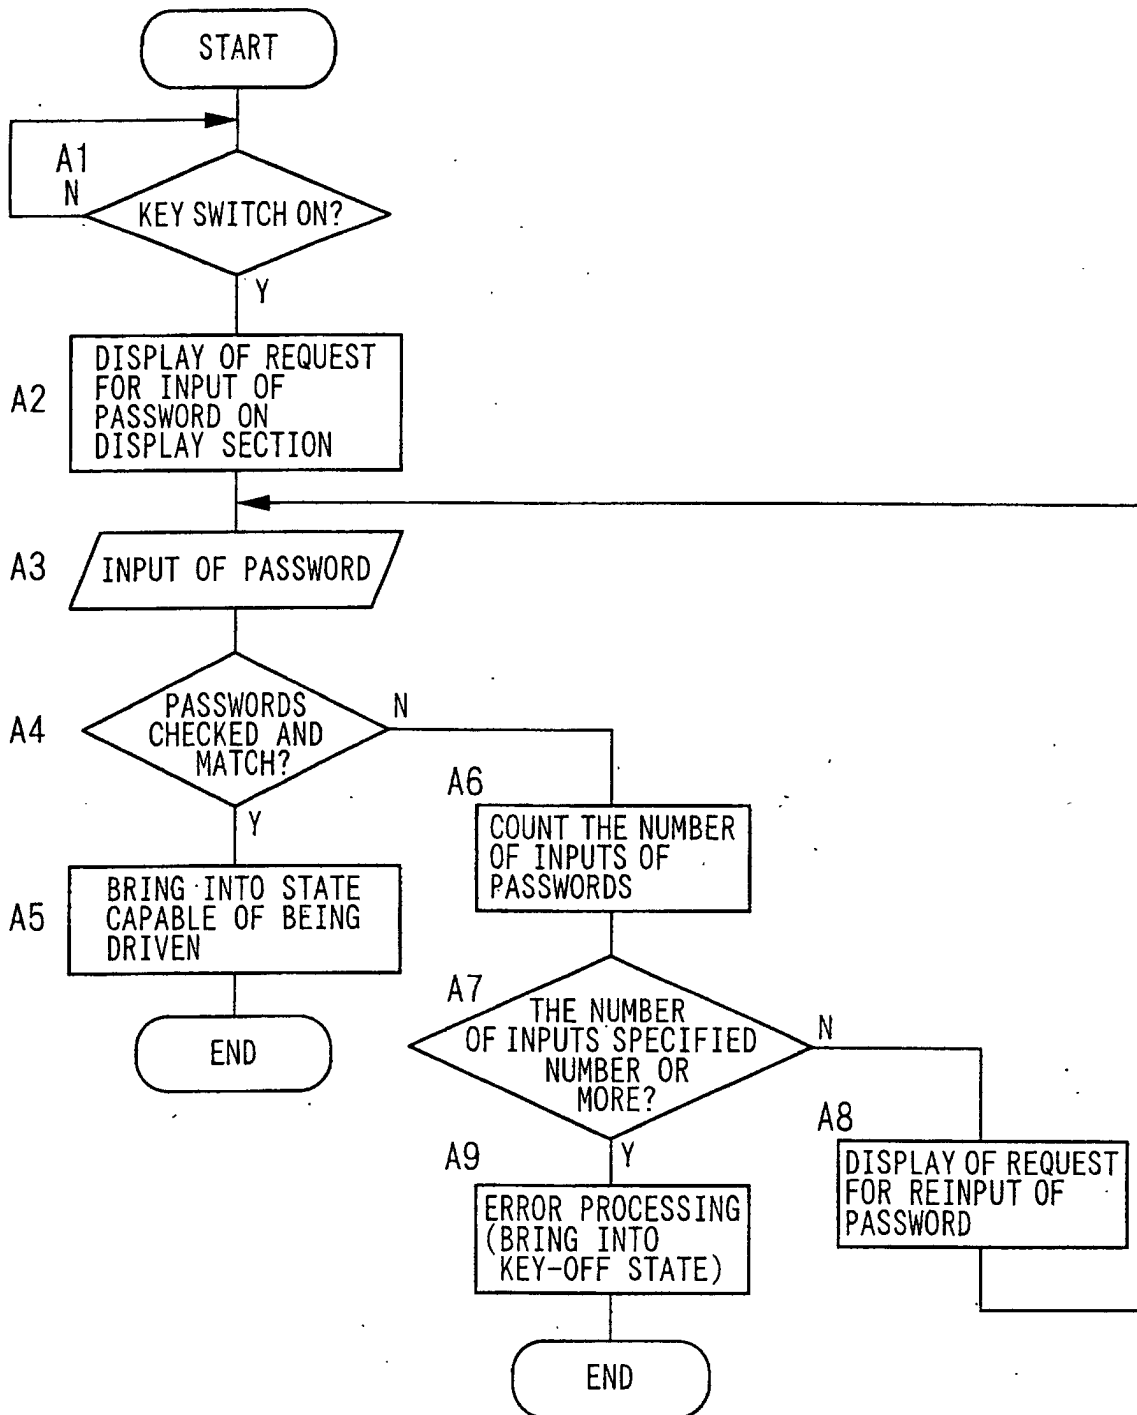 START
A1
N
KEY SWITCH ON?
Y
A2
DISPLAY OF REQUEST
FOR INPUT OF
PASSWORD ON
DISPLAY SECTION
A3
INPUT OF PASSWORD
A4
PASSWORDS
CHECKED AND
MATCH?
N
Y
A5
BRING INTO STATE
CAPABLE OF BEING
DRIVEN
END
A6
COUNT THE NUMBER
OF INPUTS OF
PASSWORDS
A7
THE NUMBER
OF INPUTS SPECIFIED
NUMBER OR
MORE?
N
Y
A8
DISPLAY OF REQUEST
FOR REINPUT OF
PASSWORD
A9
ERROR PROCESSING
(BRING INTO
KEY-OFF STATE)
END